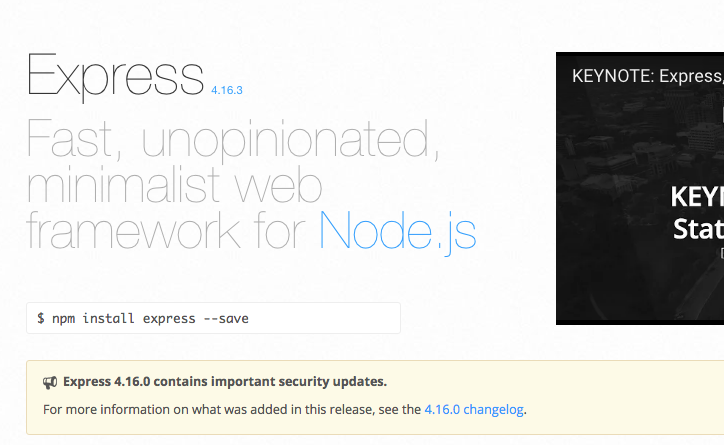 Express 4.16.3
Fast, unopinionated,
minimalist web
framework for Node.js
$ npm install express --save
Express 4.16.0 contains important security updates.
For more information on what was added in this release, see the 4.16.0 changelog.
KEYNOTE: Express,